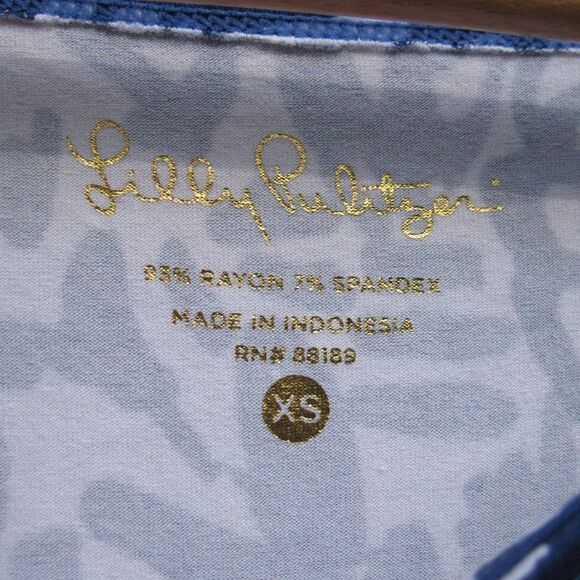 Lilly Pulitzer
93% RAYON 7% SPANDEX
MADE IN INDONESIA
RN# 88189
XS